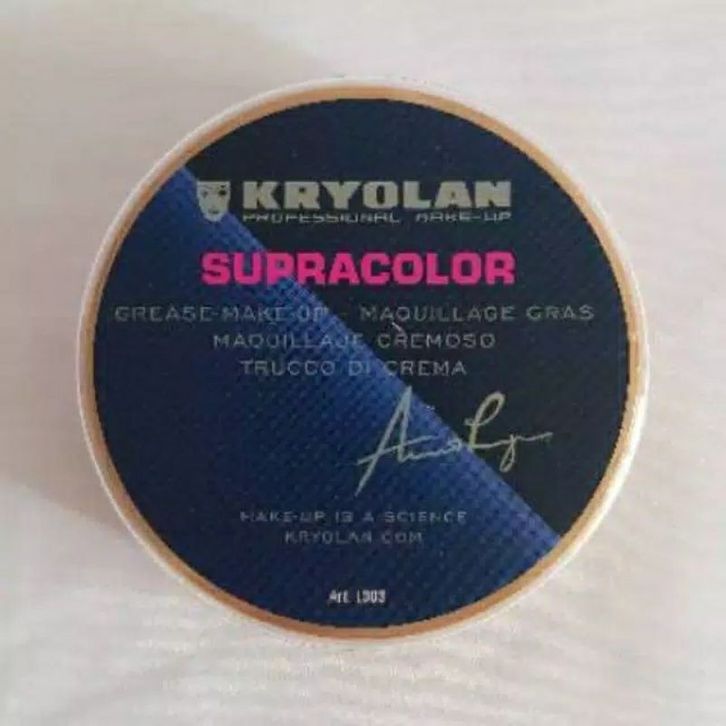 KRYOLAN
PROFESSIONAL MAKE-UP
SUPRACOLOR
GREASE-MAKE-UP - MAQUILLAGE GRAS
MAQUILLAJE CREMOSO
TRUCCO DI CREMA
MAKE-UP IS A SCIENCE
KRYOLAN.COM
Art.